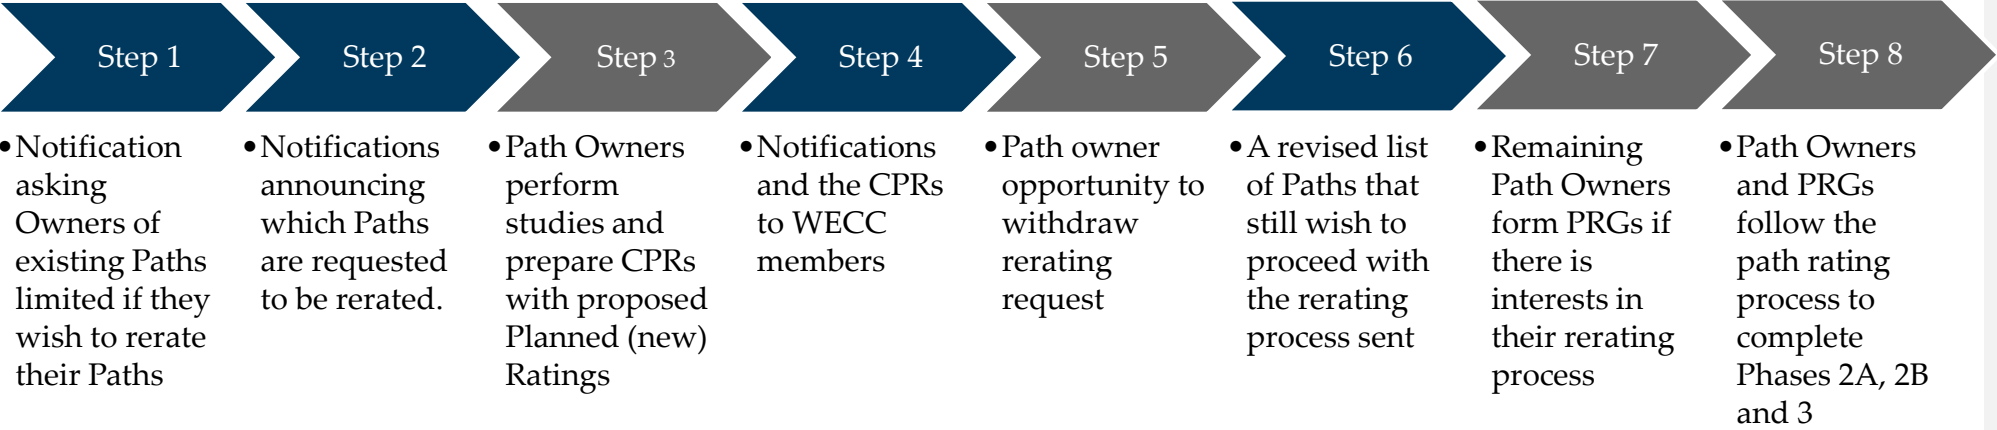 Step 1
Step 2
Step 3
Step 4
Step 5
Step 6
Step 7
Step 8
•Notification
asking
Owners of
existing Paths
limited if they
wish to rerate
their Paths
•Notifications
announcing
which Paths
are requested
to be rerated.
•Path Owners
perform
studies and
prepare CPRs
with proposed
Planned (new)
Ratings
•Notifications
and the CPRs
to WECC
members
•Path owner
opportunity to
withdraw
rerating
request
•A revised list
of Paths that
still wish to
proceed with
the rerating
process sent
•Remaining
Path Owners
form PRGs if
there is
interests in
their rerating
process
•Path Owners
and PRGs
follow the
path rating
process to
complete
Phases 2A, 2B
and 3